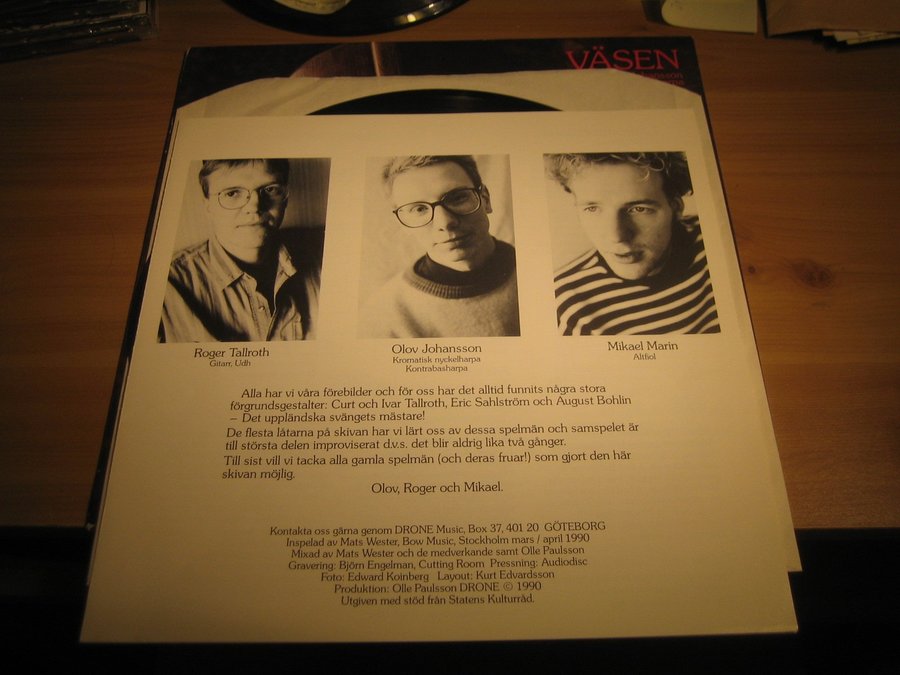 VÄSEN
Johansson
Roger Tallroth
Gitarr, Udh
Olov Johansson
Kromatisk nyckelharpa
Kontrabasharpa
Mikael Marin
Altfiol
Alla har vi våra förebilder och för oss har det alltid funnits några stora
förgrundsgestalter: Curt och Ivar Tallroth, Eric Sahlström och August Bohlin
– Det uppländska svängets mästare!
De flesta låtarna på skivan har vi lärt oss av dessa spelmän och samspelet är
till största delen improviserat d.v.s. det blir aldrig lika två gånger.
Till sist vill vi tacka alla gamla spelmän (och deras fruar!) som gjort den här
skivan möjlig.
Olov, Roger och Mikael.
Kontakta oss gärna genom DRONE Music, Box 37, 401 20 GÖTEBORG
Inspelad av Mats Wester, Bow Music, Stockholm mars / april 1990
Mixad av Mats Wester och de medverkande samt Olle Paulsson
Gravering: Björn Engelman, Cutting Room Pressning: Audiodisc
Foto: Edward Koinberg Layout: Kurt Edvardsson
Produktion: Olle Paulsson DRONE © 1990
Utgiven med stöd från Statens Kulturråd.